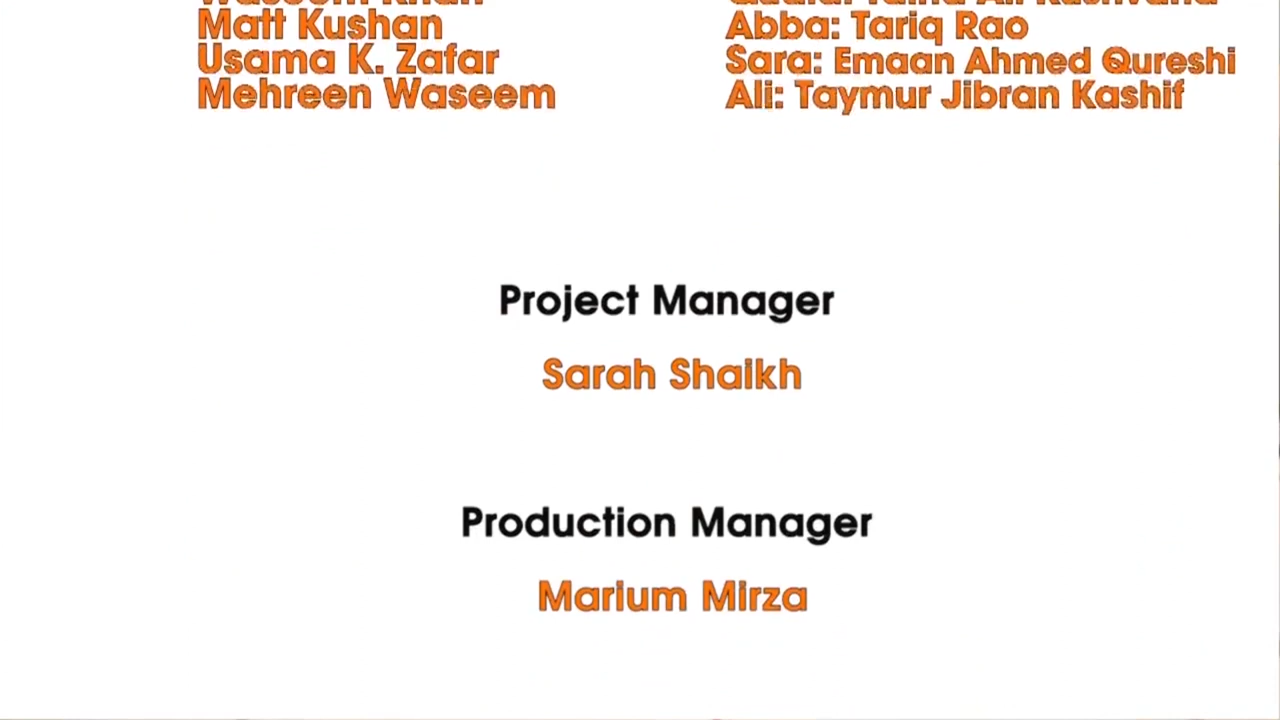 Matt Kushan
Usama K. Zafar
Mehreen Waseem
Abba: Tariq Rao
Sara: Emaan Ahmed Qureshi
Ali: Taymur Jibran Kashif
Project Manager
Sarah Shaikh
Production Manager
Marium Mirza